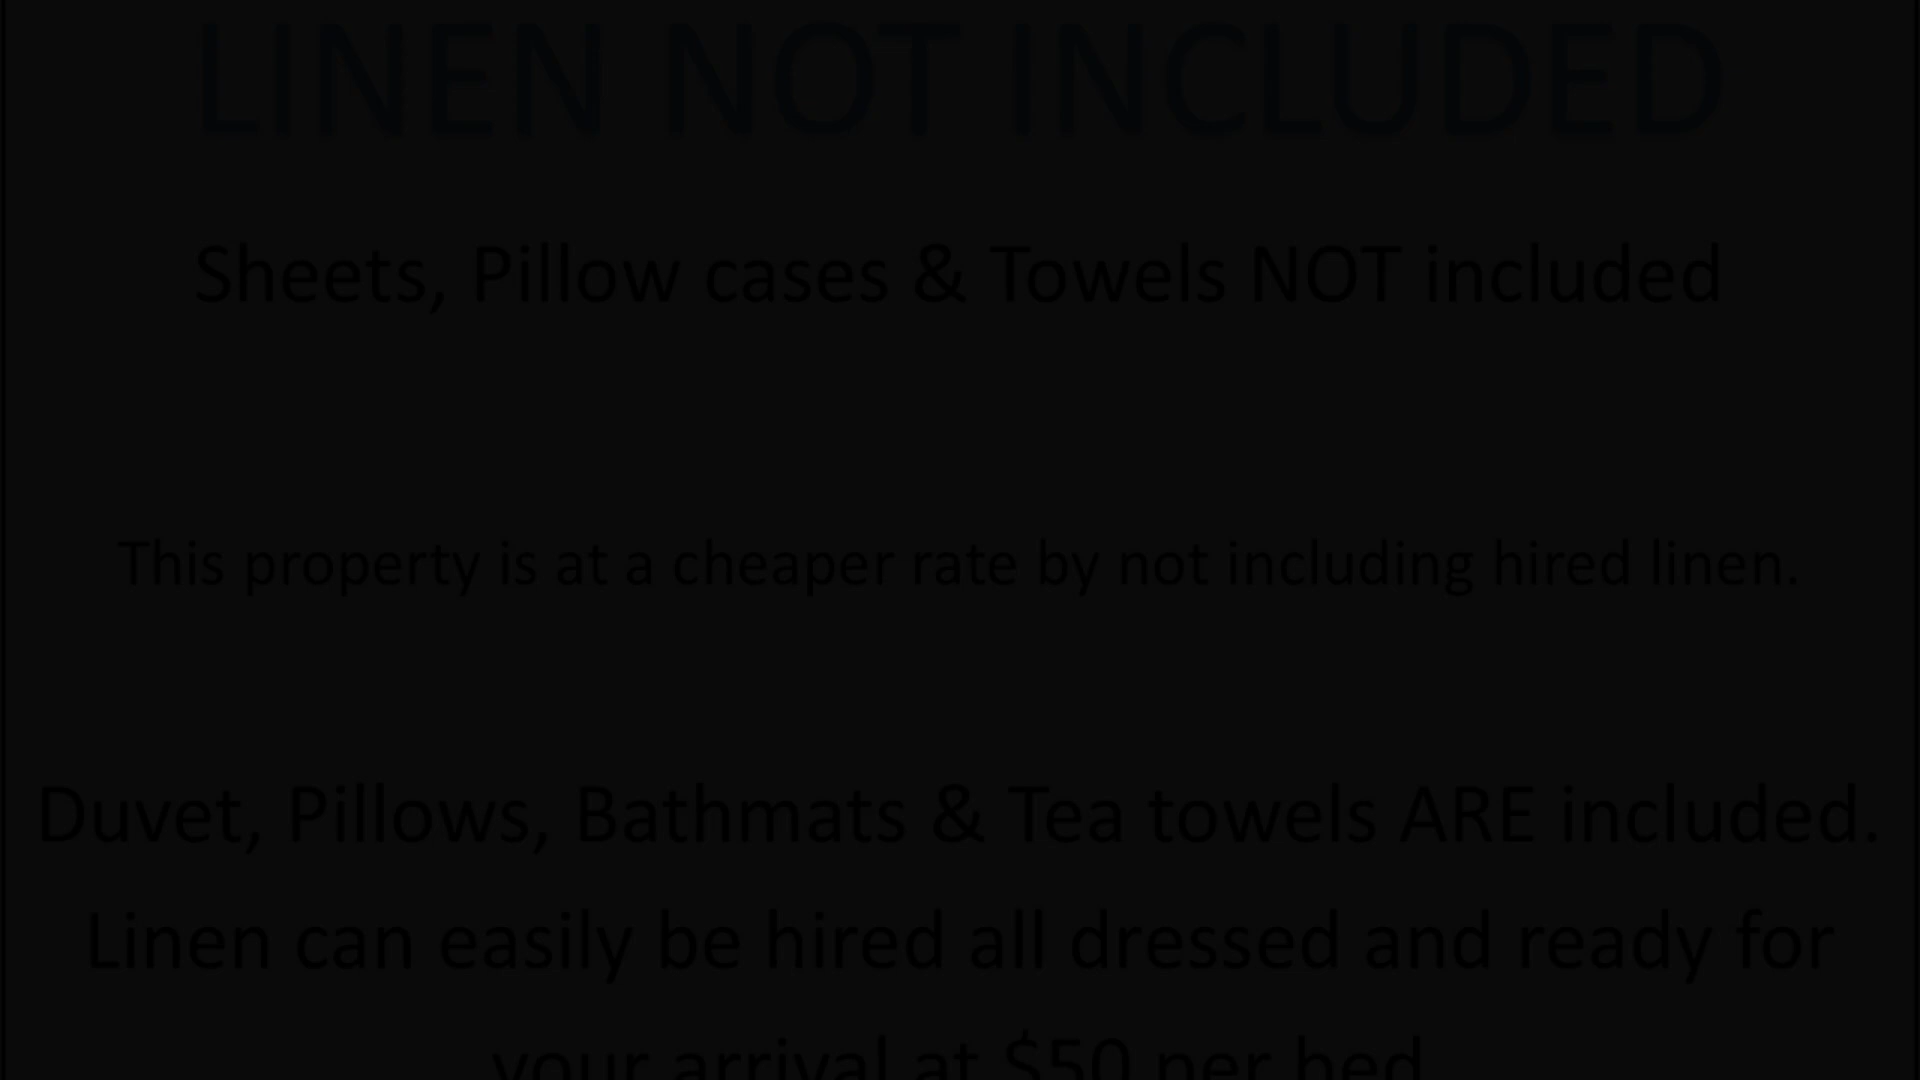 LINEN NOT INCLUDED
Sheets, Pillow cases & Towels NOT included
This property is at a cheaper rate by not including hired linen.
Duvet, Pillows, Bathmats & Tea towels ARE included.
Linen can easily be hired all dressed and ready for
your arrival at $50 per bed